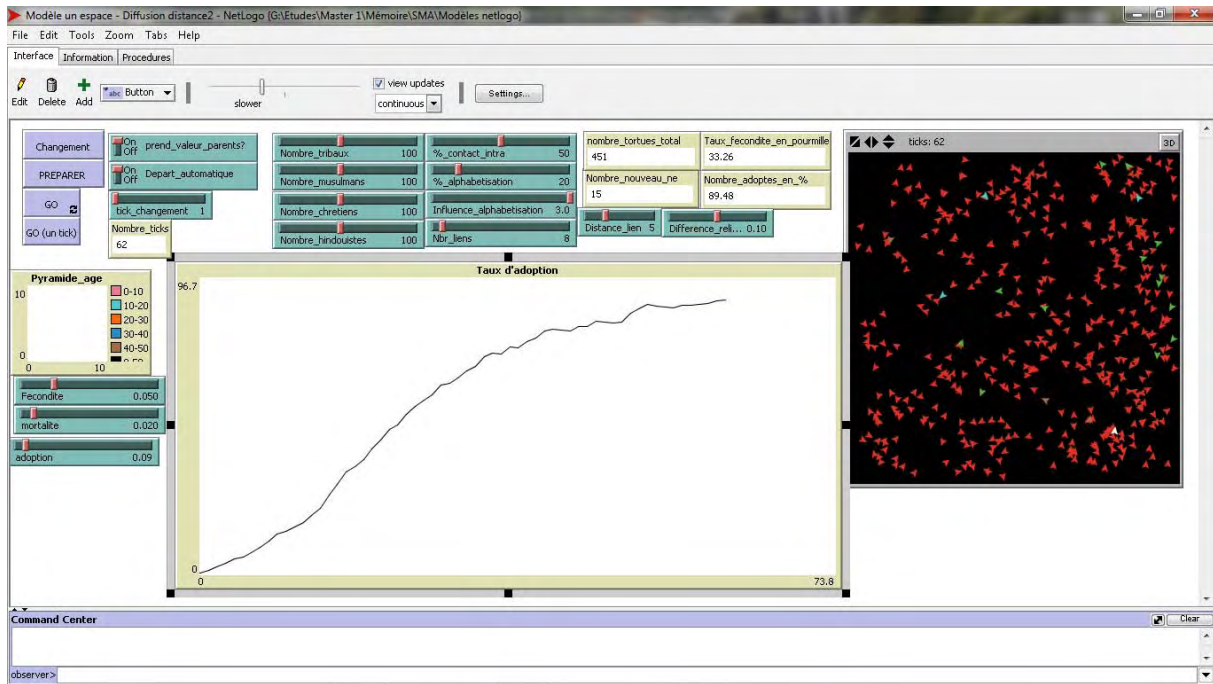 Modèle un espace - Diffusion distance2 - NetLogo {G:\Etudes\Master 1\Mémoire\SMA\Modèles netlogo}
File Edit Tools Zoom Tabs Help
Interface Information Procedures
Edit Delete Add abc Button slower view updates continuous Settings...
Changement
PREPARER
GO
GO (un tick)
On Off prend_valeur_parents?
On Off Depart_automatique
tick_changement 1
Nombre_ticks
62
Nombre_tribaux 100
Nombre_musulmans 100
Nombre_chretiens 100
Nombre_hindouistes 100
%_contact_intra 50
%_alphabetisation 20
Influence_alphabetisation 3.0
Nbr_liens 8
nombre_tortues_total
451
Taux_fecondite_en_pourmille
33.26
Nombre_nouveau_ne
15
Nombre_adoptes_en_%
89.48
Distance_lien 5
Difference_reli... 0.10
ticks: 62
3D
Pyramide_age
10
0
0 10
0-10
10-20
20-30
30-40
40-50
Fecondite 0.050
mortalite 0.020
adoption 0.09
Taux d'adoption
96.7
0
0 73.8
Command Center Clear
observer>